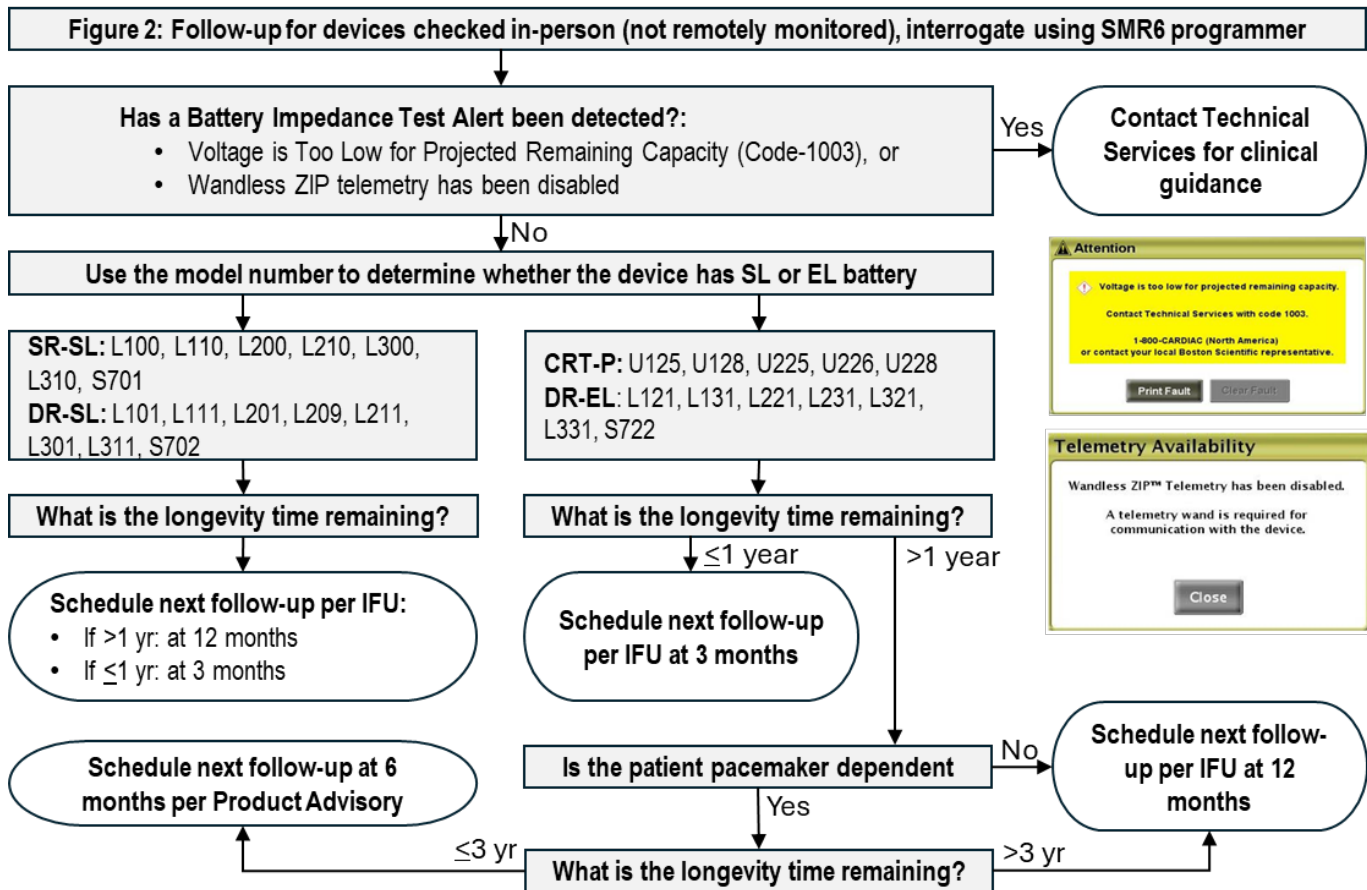 Figure 2: Follow-up for devices checked in-person (not remotely monitored), interrogate using SMR6 programmer
Has a Battery Impedance Test Alert been detected?:
• Voltage is Too Low for Projected Remaining Capacity (Code-1003), or
• Wandless ZIP telemetry has been disabled
Yes
Contact Technical
Services for clinical
guidance
No
Use the model number to determine whether the device has SL or EL battery
SR-SL: L100, L110, L200, L210, L300,
L310, S701
DR-SL: L101, L111, L201, L209, L211,
L301, L311, S702
CRT-P: U125, U128, U225, U226, U228
DR-EL: L121, L131, L221, L231, L321,
L331, S722
Attention
Voltage is too low for projected remaining capacity.
Contact Technical Services with code 1003.
1-800-CARDIAC (North America)
or contact your local Boston Scientific representative.
Print Fault
Clear Fault
Telemetry Availability
Wandless ZIP™ Telemetry has been disabled.
A telemetry wand is required for
communication with the device.
Close
What is the longevity time remaining?
What is the longevity time remaining?
≤1 year
>1 year
Schedule next follow-up per IFU:
• If >1 yr: at 12 months
• If ≤1 yr: at 3 months
Schedule next follow-up
per IFU at 3 months
Is the patient pacemaker dependent
No
Schedule next follow-
up per IFU at 12
months
Yes
Schedule next follow-up at 6
months per Product Advisory
≤3 yr
What is the longevity time remaining?
>3 yr